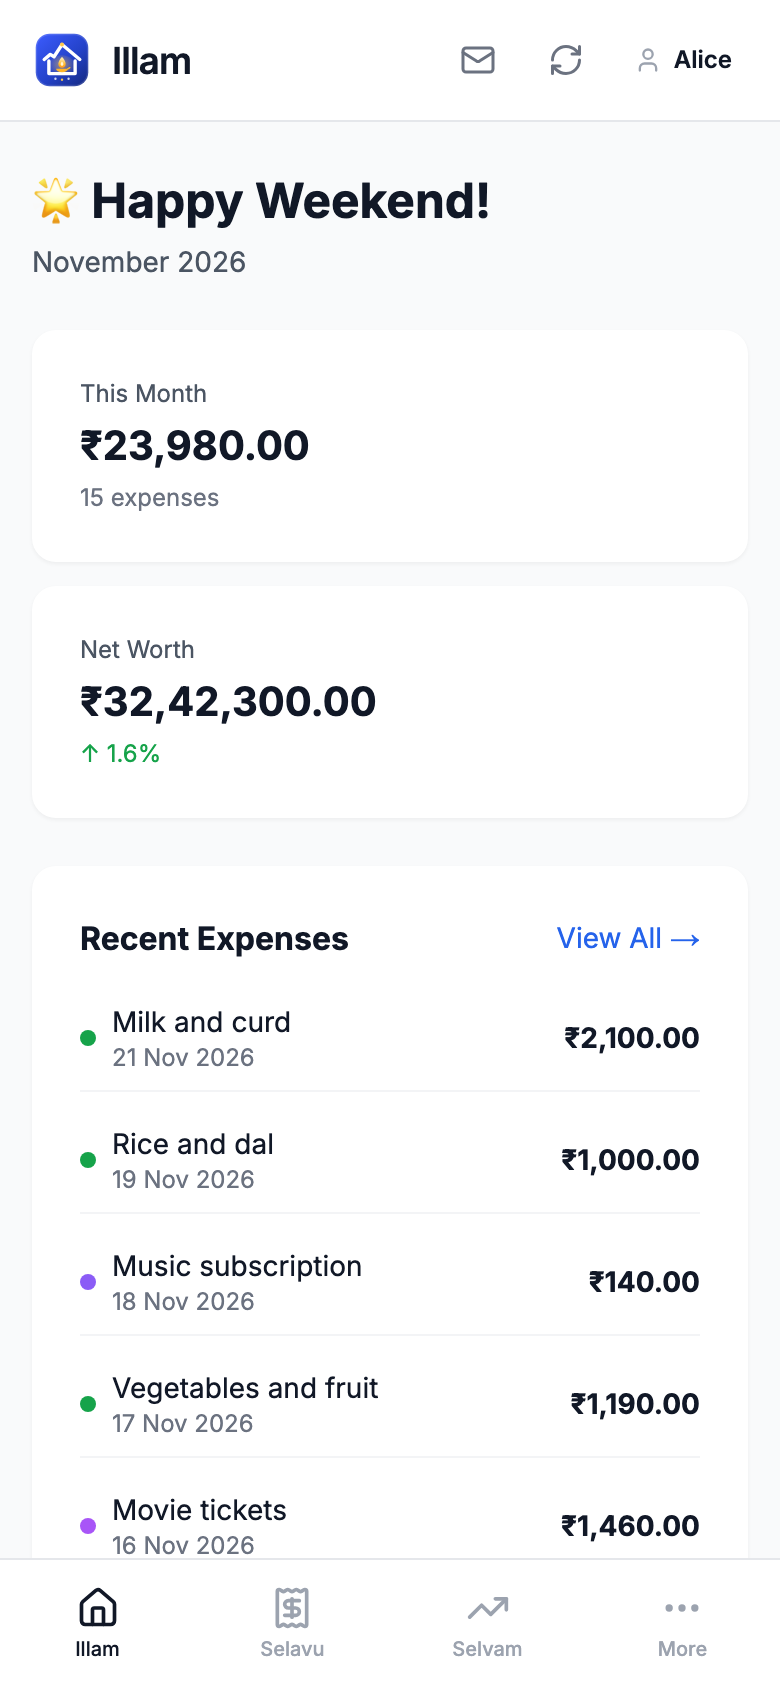 Illam
Alice
Happy Weekend!
November 2026
This Month
₹23,980.00
15 expenses
Net Worth
₹32,42,300.00
↑ 1.6%
Recent Expenses
View All →
Milk and curd
21 Nov 2026
₹2,100.00
Rice and dal
19 Nov 2026
₹1,000.00
Music subscription
18 Nov 2026
₹140.00
Vegetables and fruit
17 Nov 2026
₹1,190.00
Movie tickets
16 Nov 2026
₹1,460.00
Illam
Selavu
Selvam
More